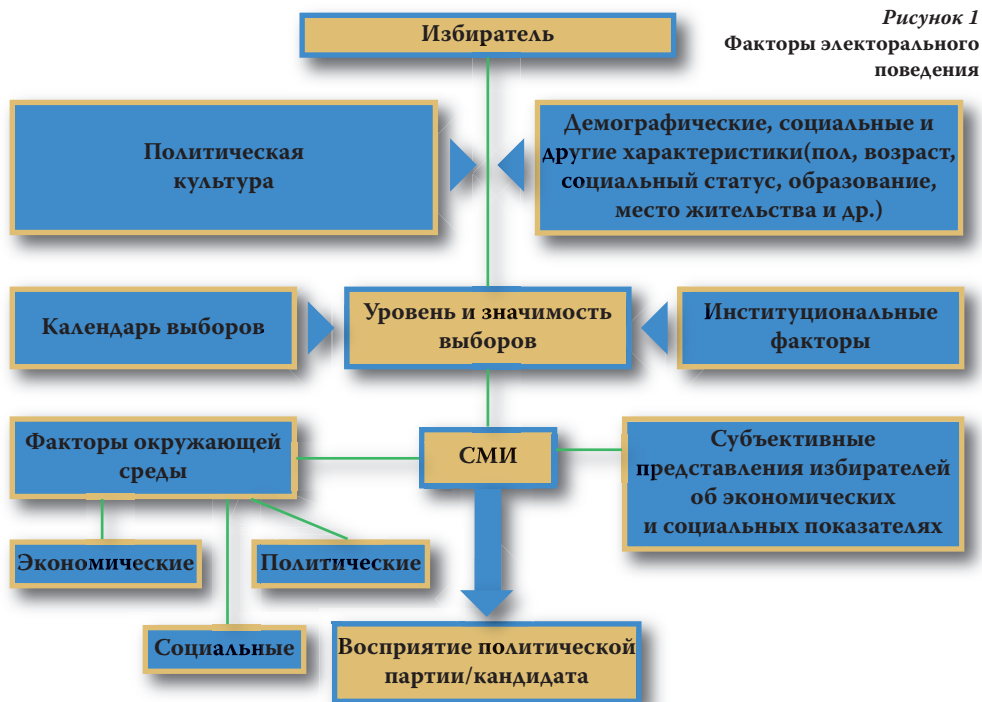 Рисунок 1
Факторы электорального
поведения
Избиратель
Политическая
культура
Демографические, социальные и
другие характеристики(пол, возраст,
социальный статус, образование,
место жительства и др.)
Календарь выборов
Уровень и значимость
выборов
Институциональные
факторы
Факторы окружающей
среды
СМИ
Субъективные
представления избирателей
об экономических
и социальных показателях
Экономические
Политические
Социальные
Восприятие политической
партии/кандидата